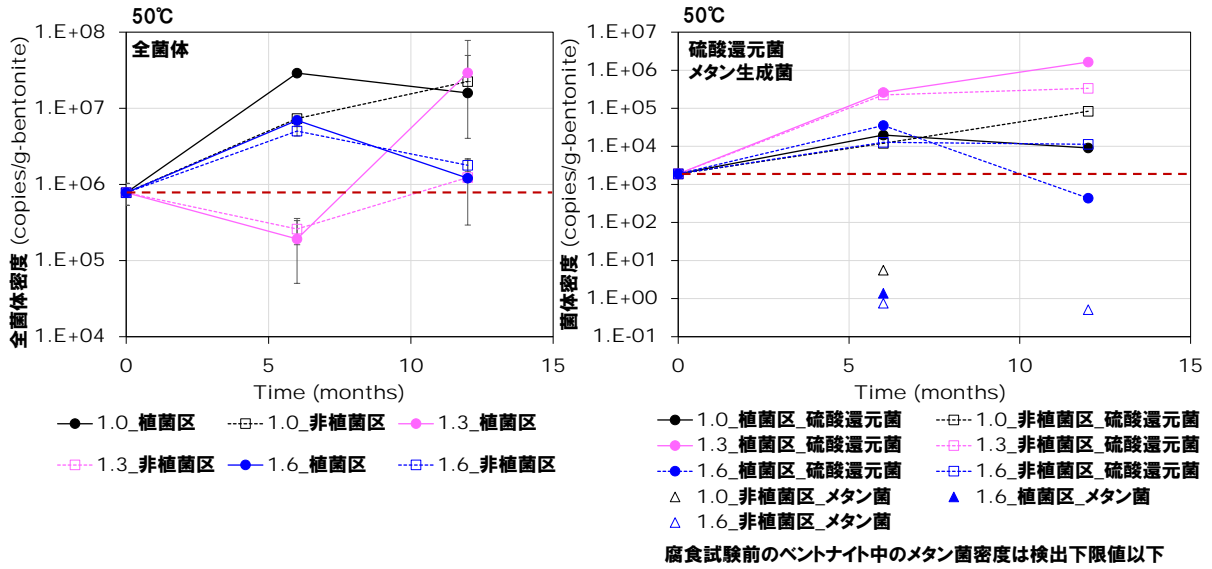 50℃
全菌体
1.E+08
1.E+07
1.E+06
1.E+05
1.E+04
全菌体密度 (copies/g-bentonite)
0 5 10 15
Time (months)
1.0_植菌区 1.0_非植菌区 1.3_植菌区
1.3_非植菌区 1.6_植菌区 1.6_非植菌区
50℃
硫酸還元菌
メタン生成菌
1.E+07
1.E+06
1.E+05
1.E+04
1.E+03
1.E+02
1.E+01
1.E+00
1.E-01
菌体密度 (copies/g-bentonite)
0 5 10 15
Time (months)
1.0_植菌区_硫酸還元菌 1.0_非植菌区_硫酸還元菌
1.3_植菌区_硫酸還元菌 1.3_非植菌区_硫酸還元菌
1.6_植菌区_硫酸還元菌 1.6_非植菌区_硫酸還元菌
1.0_非植菌区_メタン菌 1.6_植菌区_メタン菌
1.6_非植菌区_メタン菌
腐食試験前のベントナイト中のメタン菌密度は検出下限値以下